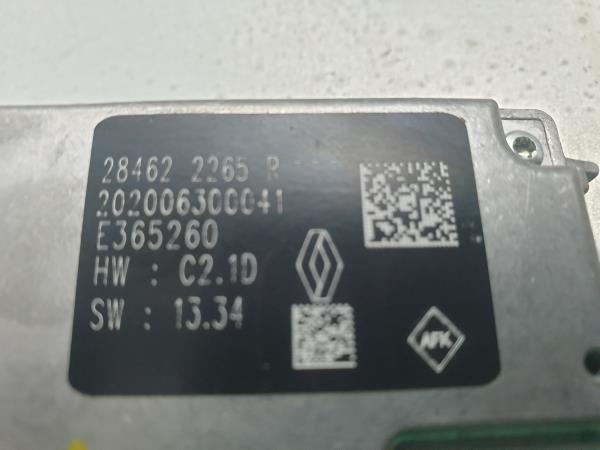 28462 2265 R
202006300041
E365260
HW : C2.1D
SW : 13.34
AFK